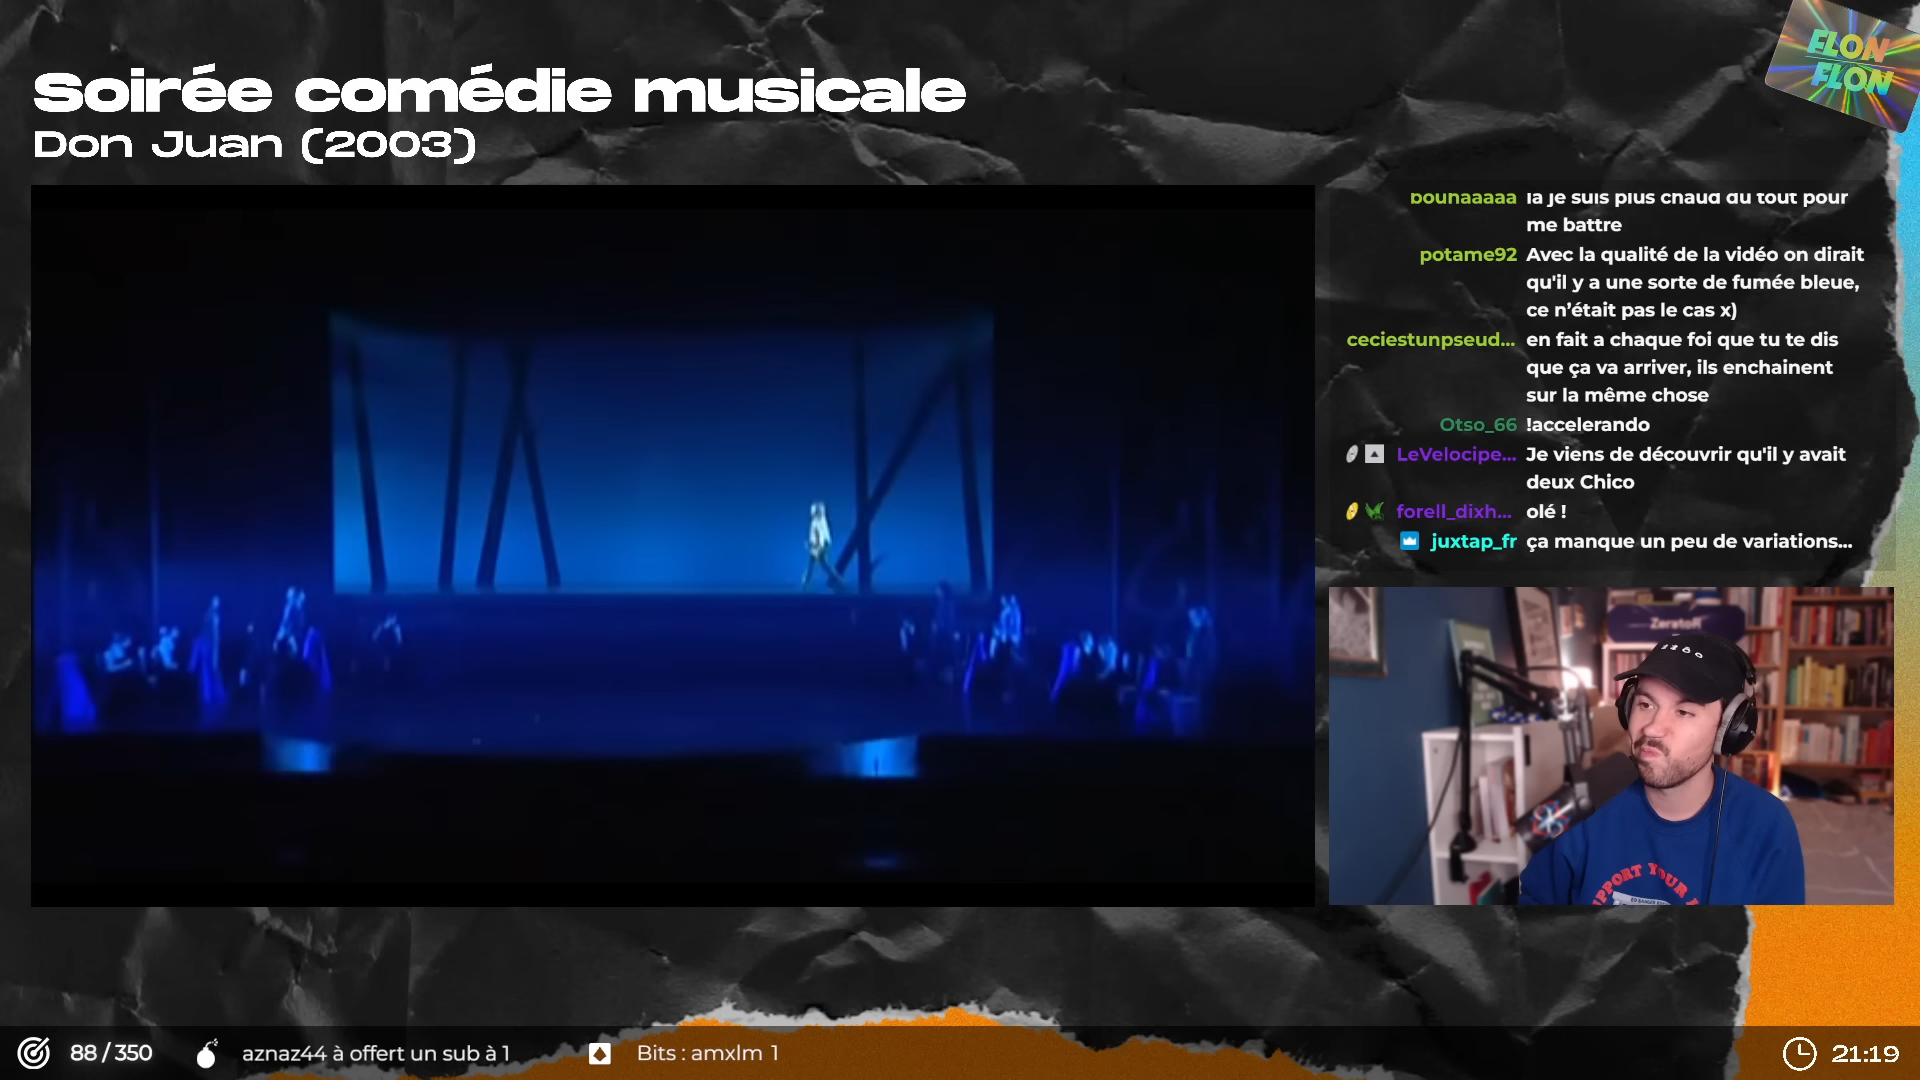 Soirée comédie musicale
Don Juan (2003)
FLON
FLON
bounaaaaa là je suis plus chaud du tout pour
me battre
potame92 Avec la qualité de la vidéo on dirait
qu'il y a une sorte de fumée bleue,
ce n’était pas le cas x)
ceciestunpseud... en fait a chaque foi que tu te dis
que ça va arriver, ils enchainent
sur la même chose
Otso_66 !accelerando
LeVelocipe... Je viens de découvrir qu'il y avait
deux Chico
forell_dixh... olé !
juxtap_fr ça manque un peu de variations...
ZeratoR
88 / 350
aznaz44 à offert un sub à 1
Bits : amxlm 1
21:19